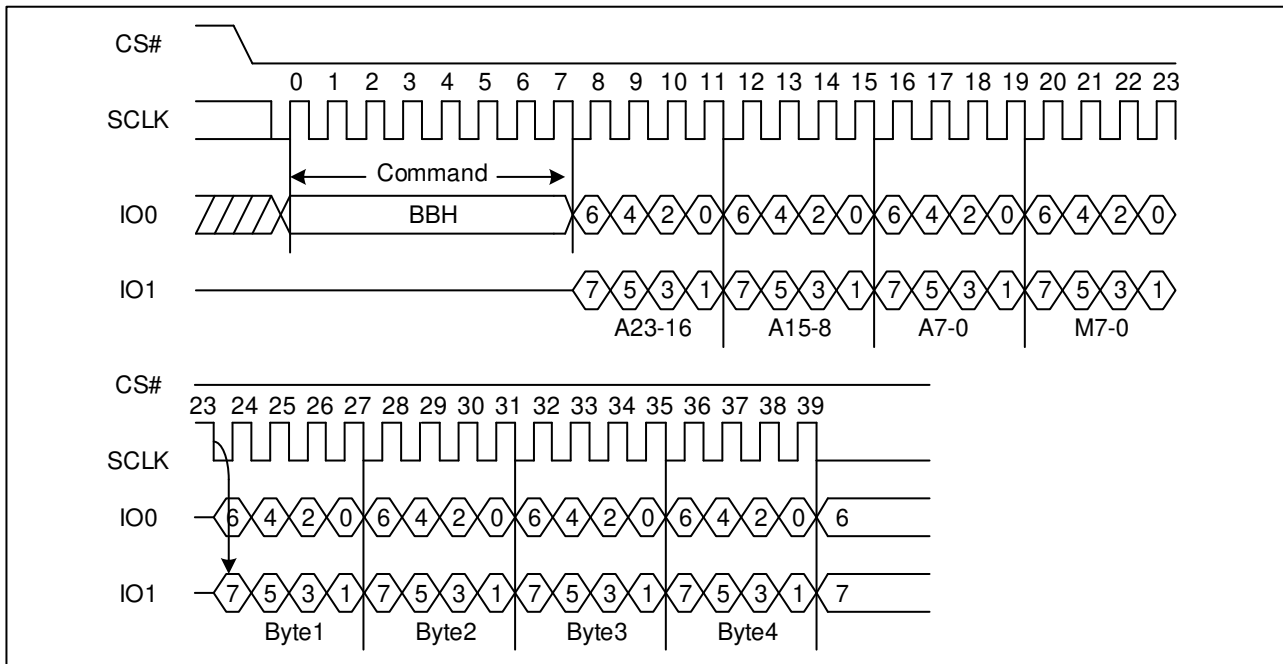 CS#
0 1 2 3 4 5 6 7 8 9 10 11 12 13 14 15 16 17 18 19 20 21 22 23
SCLK
Command
IO0 BBH 6 4 2 0 6 4 2 0 6 4 2 0 6 4 2 0
IO1 7 5 3 1 7 5 3 1 7 5 3 1 7 5 3 1
A23-16 A15-8 A7-0 M7-0
CS#
23 24 25 26 27 28 29 30 31 32 33 34 35 36 37 38 39
SCLK
IO0 6 4 2 0 6 4 2 0 6 4 2 0 6 4 2 0 6
IO1 7 5 3 1 7 5 3 1 7 5 3 1 7 5 3 1 7
Byte1 Byte2 Byte3 Byte4